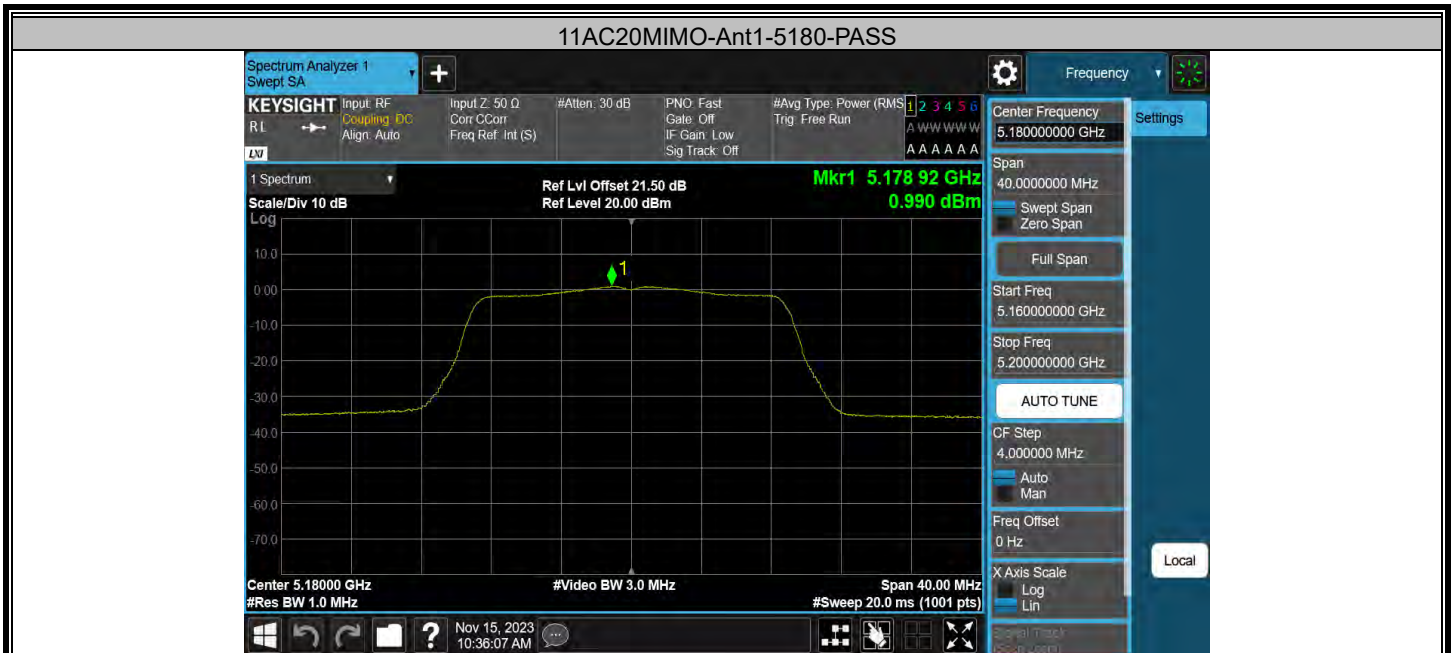 11AC20MIMO-Ant1-5180-PASS
Spectrum Analyzer 1
Swept SA
Frequency
KEYSIGHT
RL
LXI
Input: RF
Coupling: DC
Align: Auto
Input Z: 50 Ω
Corr CCorr
Freq Ref: Int (S)
#Atten: 30 dB
PNO: Fast
Gate: Off
IF Gain: Low
Sig Track: Off
#Avg Type: Power (RMS
Trig: Free Run
1 2 3 4 5 6
A W W W W W
A A A A A A
Center Frequency
5.180000000 GHz
Settings
Span
40.0000000 MHz
Swept Span
Zero Span
Full Span
Start Freq
5.160000000 GHz
Stop Freq
5.200000000 GHz
AUTO TUNE
CF Step
4.000000 MHz
Auto
Man
Freq Offset
0 Hz
X Axis Scale
Log
Lin
Local
1 Spectrum
Scale/Div 10 dB
Ref Lvl Offset 21.50 dB
Ref Level 20.00 dBm
Mkr1 5.178 92 GHz
0.990 dBm
Log
10.0
0.00
-10.0
-20.0
-30.0
-40.0
-50.0
-60.0
-70.0
1
Center 5.18000 GHz
#Res BW 1.0 MHz
#Video BW 3.0 MHz
Span 40.00 MHz
#Sweep 20.0 ms (1001 pts)
?
Nov 15, 2023
10:36:07 AM